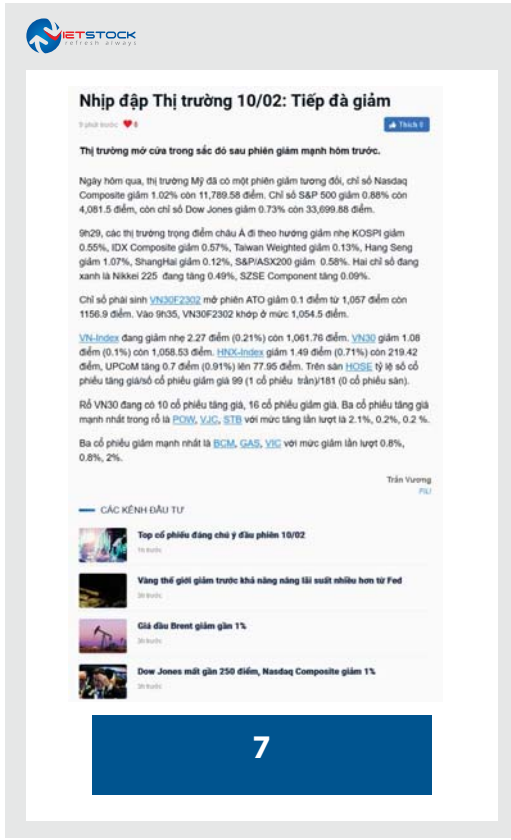 VIETSTOCK
refresh always
Nhịp đập Thị trường 10/02: Tiếp đà giảm
9 phút trước 0
Thích 0
Thị trường mở cửa trong sắc đỏ sau phiên giảm mạnh hôm trước.
Ngày hôm qua, thị trường Mỹ đã có một phiên giảm tương đối, chỉ số Nasdaq
Composite giảm 1.02% còn 11,789.58 điểm. Chỉ số S&P 500 giảm 0.88% còn
4,081.5 điểm, còn chỉ số Dow Jones giảm 0.73% còn 33,699.88 điểm.
9h29, các thị trường trọng điểm châu Á đi theo hướng giảm nhẹ KOSPI giảm
0.55%, IDX Composite giảm 0.57%, Taiwan Weighted giảm 0.13%, Hang Seng
giảm 1.07%, ShangHai giảm 0.12%, S&P/ASX200 giảm 0.58%. Hai chỉ số đang
xanh là Nikkei 225 đang tăng 0.49%, SZSE Component tăng 0.09%.
Chỉ số phái sinh VN30F2302 mở phiên ATO giảm 0.1 điểm từ 1,057 điểm còn
1156.9 điểm. Vào 9h35, VN30F2302 khớp ở mức 1,054.5 điểm.
VN-Index đang giảm nhẹ 2.27 điểm (0.21%) còn 1,061.76 điểm. VN30 giảm 1.08
điểm (0.1%) còn 1,058.53 điểm. HNX-Index giảm 1.49 điểm (0.71%) còn 219.42
điểm, UPCoM tăng 0.7 điểm (0.91%) lên 77.95 điểm. Trên sàn HOSE tỷ lệ số cổ
phiếu tăng giá/số cổ phiếu giảm giá 99 (1 cổ phiếu trần)/181 (0 cổ phiếu sàn).
Rổ VN30 đang có 10 cổ phiếu tăng giá, 16 cổ phiếu giảm giá. Ba cổ phiếu tăng giá
mạnh nhất trong rổ là POW, VJC, STB với mức tăng lần lượt là 2.1%, 0.2%, 0.2 %.
Ba cổ phiếu giảm mạnh nhất là BCM, GAS, VIC với mức giảm lần lượt 0.8%,
0.8%, 2%.
Trần Vương
FILI
CÁC KÊNH ĐẦU TƯ
Top cổ phiếu đáng chú ý đầu phiên 10/02
1h trước
Vàng thế giới giảm trước khả năng nâng lãi suất nhiều hơn từ Fed
3h trước
Giá dầu Brent giảm gần 1%
3h trước
Dow Jones mất gần 250 điểm, Nasdaq Composite giảm 1%
3h trước
7